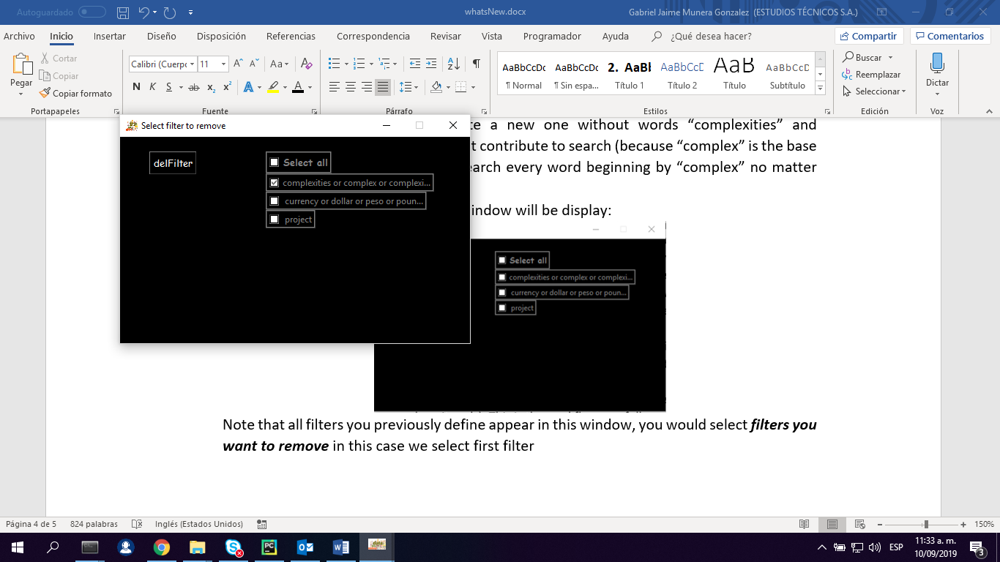 Autoguardado
whatsNew.docx
Gabriel Jaime Munera Gonzalez (ESTUDIOS TÉCNICOS S.A.)
Archivo Inicio Insertar Diseño Disposición Referencias Correspondencia Revisar Vista Programador Ayuda ¿Qué desea hacer? Compartir Comentarios
Pegar
Cortar
Copiar
Copiar formato
Portapapeles
Calibri (Cuerpo 11
Aa
N K S ab x₂ x²
Fuente
Párrafo
AaBbCcDc AaBbCcDc 2. AaBl AaBbCcD AaB AaBbCcD
¶ Normal ¶ Sin espa... Título 1 Título 2 Título Subtítulo
Estilos
Buscar
Reemplazar
Seleccionar
Edición
Dictar
Voz
a new one without words “complexities” and
contribute to search (because “complex” is the base
every word beginning by “complex” no matter
window will be display:
Select filter to remove
delFilter
Select all
complexities or complex or complexi...
currency or dollar or peso or poun...
project
Select all
complexities or complex or complexi...
currency or dollar or peso or poun...
project
Note that all filters you previously define appear in this window, you would select filters you
want to remove in this case we select first filter
Página 4 de 5 824 palabras Inglés (Estados Unidos) 150%
ESP
11:33 a. m.
10/09/2019
3